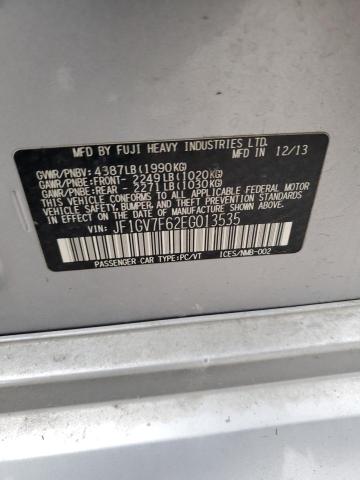 MFD BY FUJI HEAVY INDUSTRIES LTD.
MFD IN 12/13
GVWR/PNBV: 4387LB(1990KG)
GAWR/PNBE:FRONT- 2249LB(1020KG)
GAWR/PNBE:REAR - 2271LB(1030KG)
THIS VEHICLE CONFORMS TO ALL APPLICABLE FEDERAL MOTOR
VEHICLE SAFETY, BUMPER, AND THEFT PREVENTION STANDARDS
IN EFFECT ON THE DATE OF MANUFACTURE SHOWN ABOVE.
VIN: JF1GV7F62EG013535
PASSENGER CAR TYPE:PC/VT ICES/NMB-002